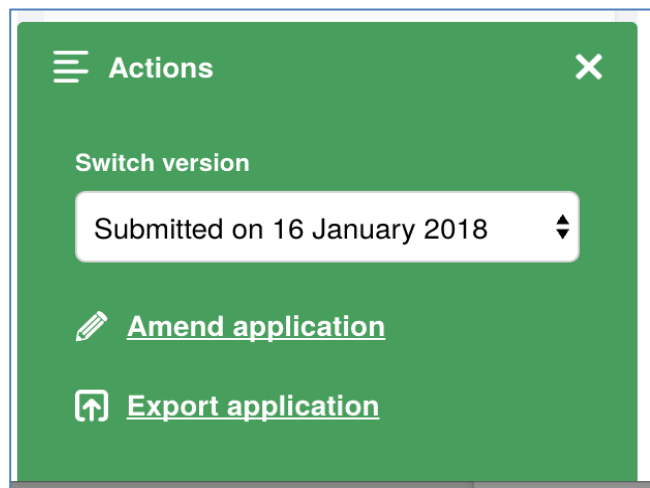 Actions
Switch version
Submitted on 16 January 2018
Amend application
Export application